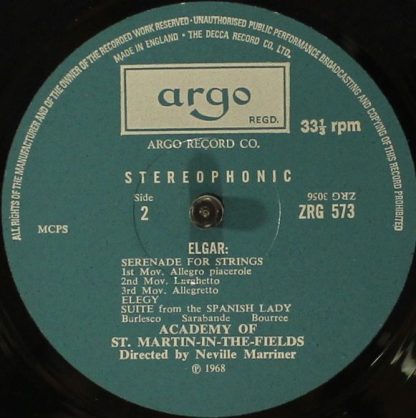 ALL RIGHTS OF THE MANUFACTURER AND OF THE OWNER OF THE RECORDED WORK RESERVED · UNAUTHORISED PUBLIC PERFORMANCE BROADCASTING AND COPYING OF THIS RECORD PROHIBITED
MADE IN ENGLAND · THE DECCA RECORD CO. LTD.
argo
REGD.
33⅓ rpm
ARGO RECORD CO.
STEREOPHONIC
Side
2
ZRG 3056
ZRG 573
MCPS
ELGAR:
SERENADE FOR STRINGS
1st Mov. Allegro piacerole
2nd Mov. Larghetto
3rd Mov. Allegretto
ELEGY
SUITE from the SPANISH LADY
Burlesco Sarabande Bourree
ACADEMY OF
ST. MARTIN-IN-THE-FIELDS
Directed by Neville Marriner
℗ 1968